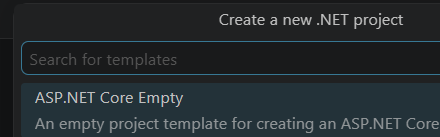 Create a new .NET project
Search for templates
ASP.NET Core Empty
An empty project template for creating an ASP.NET Core